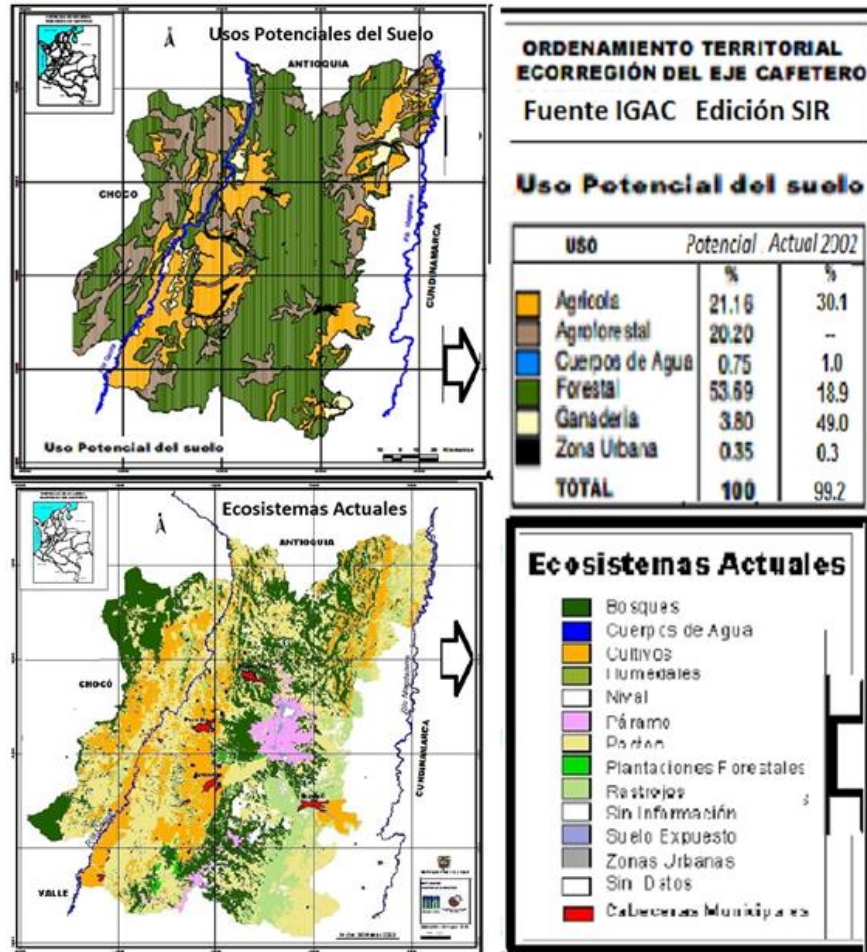 Usos Potenciales del Suelo
ANTIOQUIA
CHOCO
CUNDINAMARCA
Uso Potencial del suelo
ORDENAMIENTO TERRITORIAL
ECORREGIÓN DEL EJE CAFETERO
Fuente IGAC Edición SIR
Uso Potencial del suelo
USO Potencial Actual 2002
% %
Agrícola 21.16 30.1
Agroforestal 20.20 --
Cuerpos de Agua 0.75 1.0
Forestal 53.69 18.9
Ganadería 3.80 49.0
Zona Urbana 0.35 0.3
TOTAL 100 99.2
Ecosistemas Actuales
ANTIOQUIA
CHOCÓ
CUNDINAMARCA
VALLE
Ecosistemas Actuales
Bosques
Cuerpos de Agua
Cultivos
Humedales
Nival
Páramo
Pastos
Plantaciones Forestales
Rastrojos
Sin Información
Suelo Expuesto
Zonas Urbanas
Sin Datos
Cabeceras Municipales